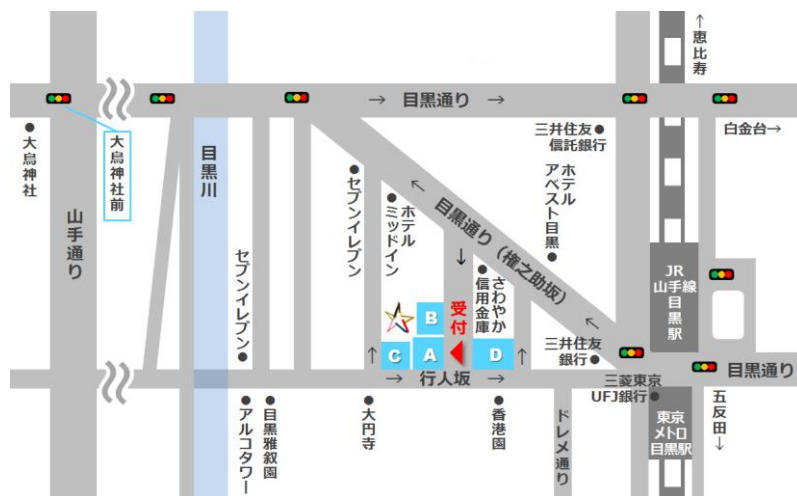 ↑恵比寿
→ 目黒通り →
三井住友●
信託銀行
白金台→
●大鳥神社
大鳥神社前
山手通り
目黒川
●セブンイレブン
ホテル
●ミッドイン
← 目黒通り(権之助坂) ←
ホテル
アベスト目黒●
↓
さわやか
●信用金庫
JR
山手線
目黒駅
セブンイレブン●
B
受付
C
A
D
三井住友
銀行●
↑
↑
→ 行人坂 →
目黒通り
三菱東京
UFJ銀行●
●アルコタワー
●目黒雅叙園
●大円寺
●香港園
ドレメ通り
東京
メトロ
目黒駅
五反田→